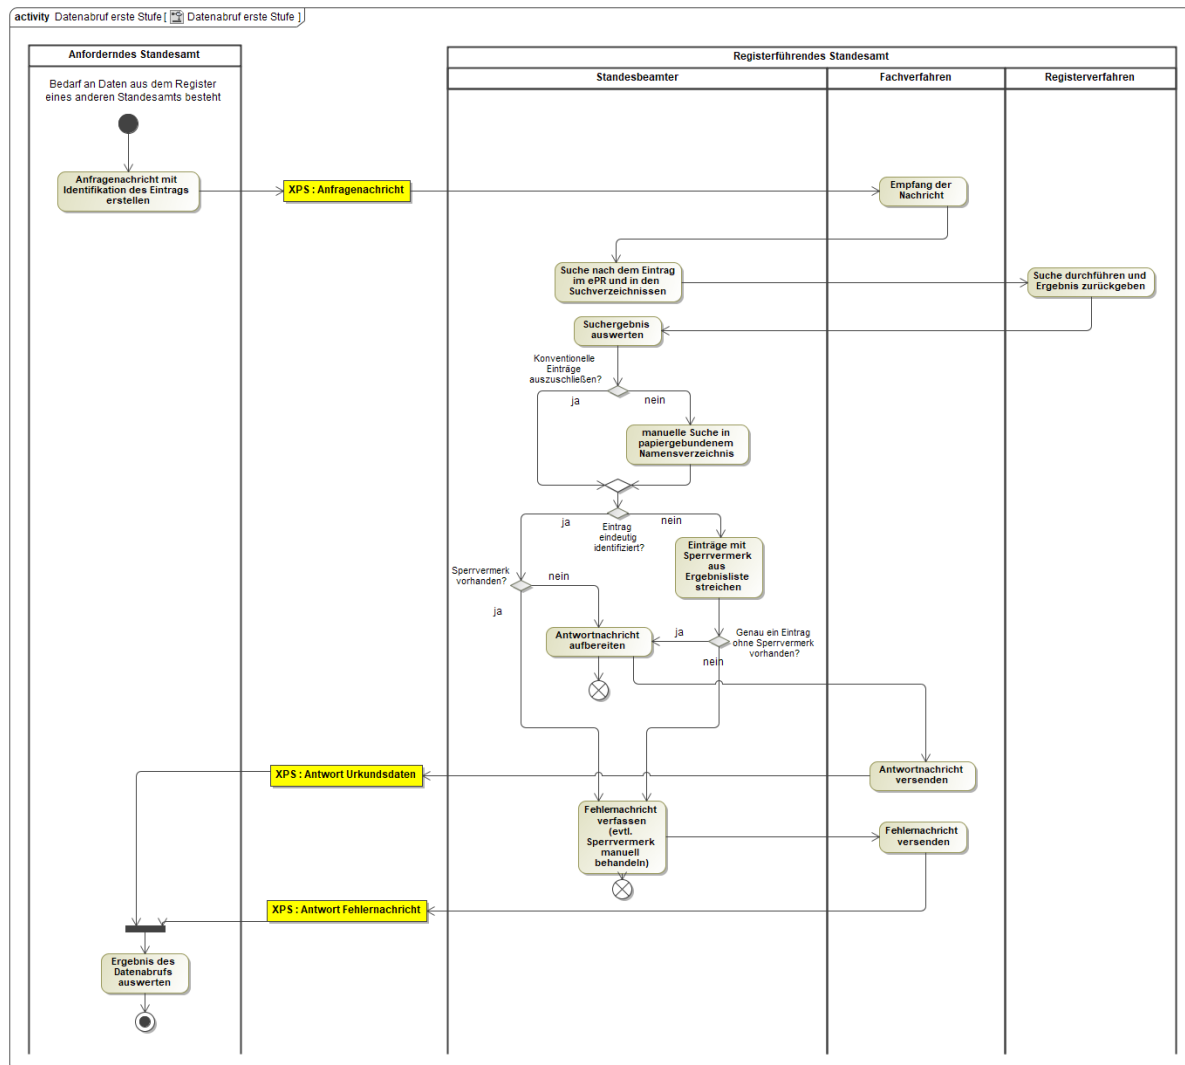 activity Datenabruf erste Stufe [ Datenabruf erste Stufe ]
Anforderndes Standesamt
Registerführendes Standesamt
Standesbeamter
Fachverfahren
Registerverfahren
Bedarf an Daten aus dem Register
eines anderen Standesamts besteht
Anfragenachricht mit
Identifikation des Eintrags
erstellen
XPS : Anfragenachricht
Empfang der
Nachricht
Suche nach dem Eintrag
im ePR und in den
Suchverzeichnissen
Suche durchführen und
Ergebnis zurückgeben
Suchergebnis
auswerten
Konventionelle
Einträge
auszuschließen?
ja
nein
manuelle Suche in
papiergebundenem
Namensverzeichnis
ja
Eintrag
eindeutig
identifiziert?
nein
Einträge mit
Sperrvermerk
aus
Ergebnisliste
streichen
Sperrvermerk
vorhanden?
nein
ja
Antwortnachricht
aufbereiten
ja
Genau ein Eintrag
ohne Sperrvermerk
vorhanden?
nein
XPS : Antwort Urkundsdaten
Antwortnachricht
versenden
Fehlernachricht
verfassen
(evtl.
Sperrvermerk
manuell
behandeln)
Fehlernachricht
versenden
XPS : Antwort Fehlernachricht
Ergebnis des
Datenabrufs
auswerten